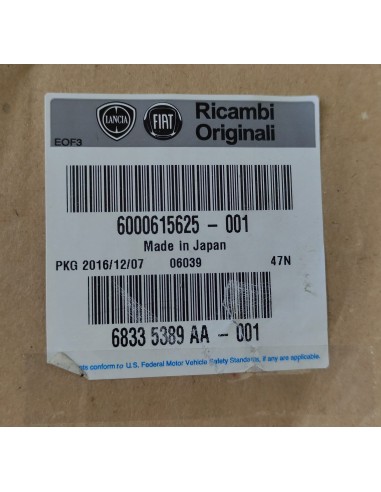 LANCIA FIAT Ricambi
Originali
EOF3
6000615625 - 001
Made in Japan
PKG 2016/12/07 06039 47N
6833 5389 AA - 001
ts conform to U.S. Federal Motor Vehicle Safety Standards, if any are applicable.